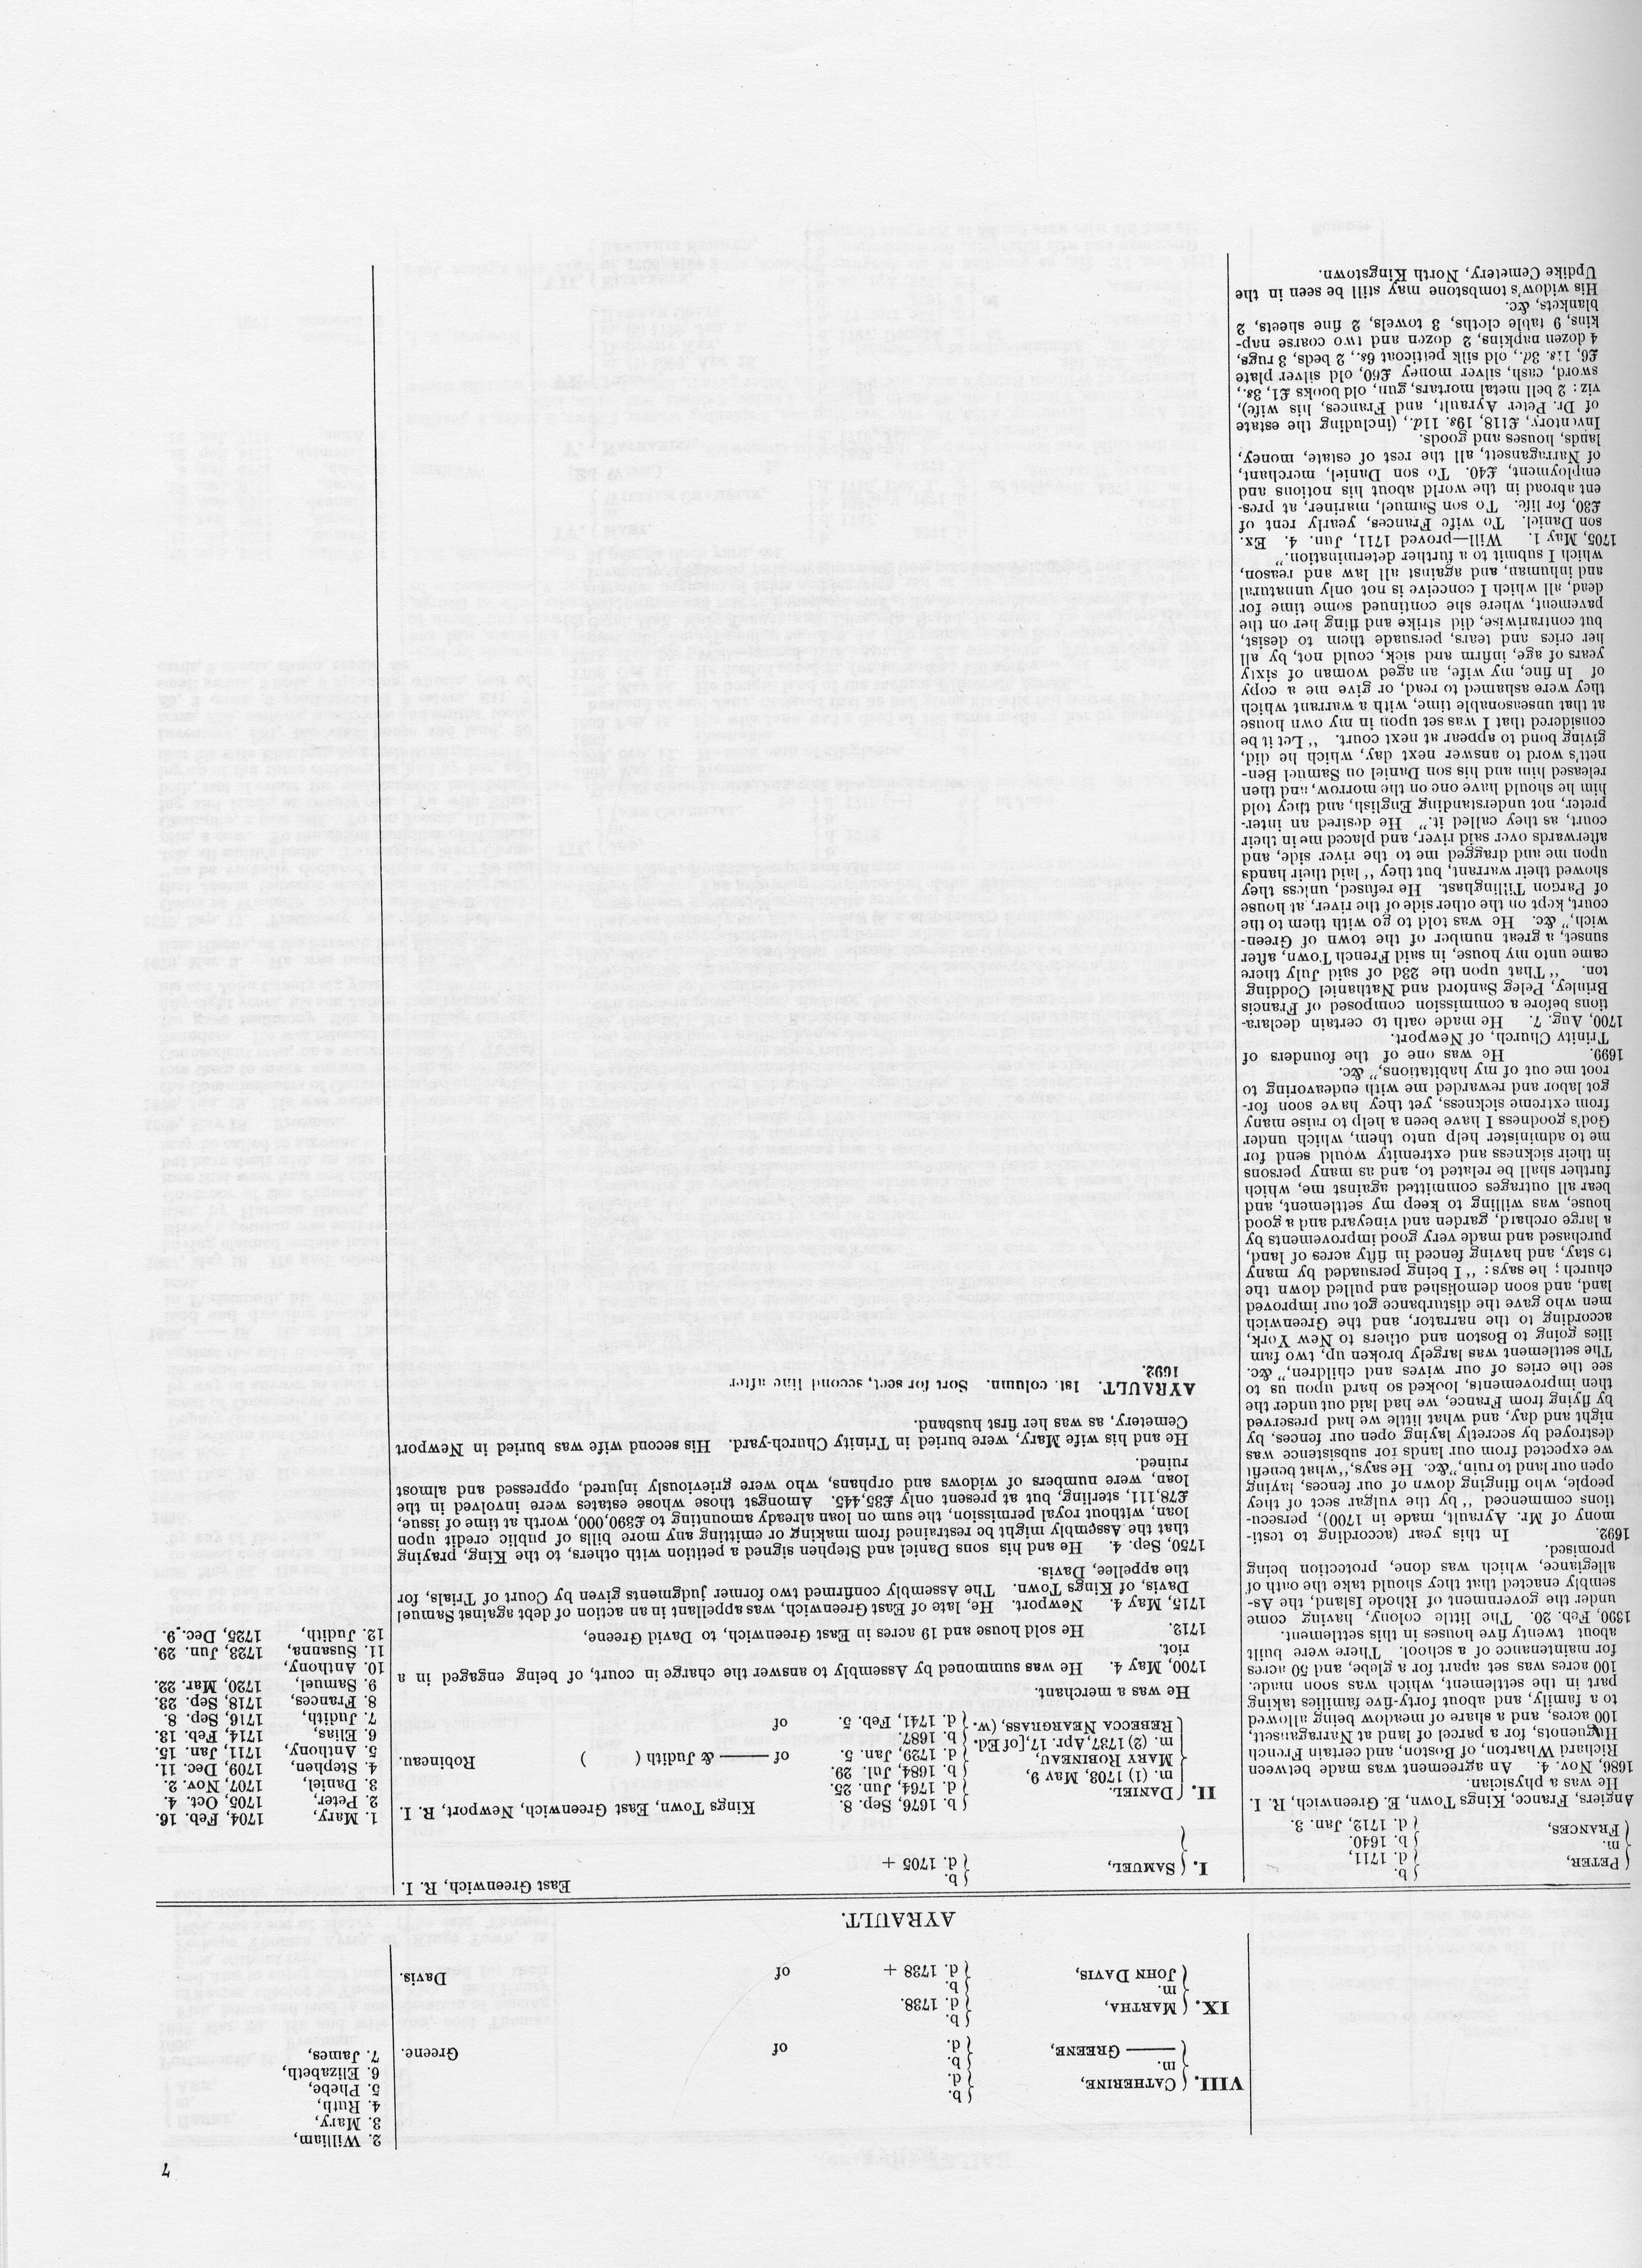 7
2. William,
3. Mary,
4. Ruth,
5. Phebe,
6. Elizabeth,
7. James,
VIII. { CATHERINE, { b.
{ d.
m.
—— GREENE, { b.
{ d. of Greene.
IX. { MARTHA, { b.
{ d. 1738.
m.
JOHN DAVIS, { b.
{ d. 1738 + of Davis.
AYRAULT.
{ PETER, { b.
{ d. 1711,
m.
{ FRANCES, { b. 1640.
{ d. 1712, Jan. 3.
Angiers, France, Kings Town, E. Greenwich, R. I.
He was a physician.
1686, Nov. 4. An agreement was made between
Richard Wharton, of Boston, and certain French
Huguenots, for a parcel of land at Narragansett,
100 acres, and a share of meadow being allowed
to a family, and about forty-five families taking
part in the settlement, which was soon made.
100 acres was set apart for a glebe, and 50 acres
for maintenance of a school. There were built
about twenty five houses in this settlement.
1690, Feb. 20. The little colony, having come
under the government of Rhode Island, the As-
sembly enacted that they should take the oath of
allegiance, which was done, protection being
promised.
1692. In this year (according to testi-
mony of Mr. Ayrault, made in 1700), persecu-
tions commenced "by the vulgar sect of they
people, who flinging down of our fences, laying
open our land to ruin," &c. He says, "what benefit
we expected from our lands for subsistence was
destroyed by secretly laying open our fences, by
night and day, and what little we had preserved
by flying from France, we had laid out under the
then improvements, looked so hard upon us to
see the cries of our wives and children," &c.
The settlement was largely broken up, two fam
ilies going to Boston and others to New York,
according to the narrator, and the Greenwich
men who gave the disturbance got our improved
land, and soon demolished and pulled down the
church; he says: "I being persuaded by many
to stay, and having fenced in fifty acres of land,
purchased and made very good improvements by
a large orchard, garden and vineyard and a good
house, was willing to keep my settlement, and
bear all outrages committed against me, which
further shall be related to, and as many persons
in their sickness and extremity would send for
me to administer help unto them, which under
God's goodness I have been a help to raise many
from extreme sickness, yet they have soon for-
got labor and rewarded me with endeavoring to
root me out of my habitations," &c.
1699. He was one of the founders of
Trinity Church, of Newport.
1700, Aug. 7. He made oath to certain declara-
tions before a commission composed of Francis
Brinley, Peleg Sanford and Nathaniel Codding
ton. "That upon the 23d of said July there
came unto my house, in said French Town, after
sunset, a great number of the town of Green-
wich," &c. He was told to go with them to the
court, kept on the other side of the river, at house
of Pargon Tillinghast. He refused, unless they
showed their warrant, but they "laid their hands
upon me and dragged me to the river side, and
afterwards over said river, and placed me in their
court, as they called it." He desired an inter-
preter, not understanding English, and they told
him he should have one on the morrow, and then
released him and his son Daniel on Samuel Ben-
nett's word to answer next day, which he did,
giving bond to appear at next court. "Let it be
considered that I was set upon in my own house
at that unseasonable time, with a warrant which
they were ashamed to read, or give me a copy
of In fine, my wife, an aged woman of sixty
years of age, infirm and sick, could not, by all
her cries and tears, persuade them to desist,
but contrariwise, did strike and fling her on the
pavement, where she continued some time for
dead, all which I conceive is not only unnatural
and inhuman, and against all law and reason,
which I submit to a further determination."
1705, May 1. Will—proved 1711, Jun. 4. Ex.
son Daniel. To wife Frances, yearly rent of
£30, for life. To son Samuel, mariner, at pres-
ent abroad in the world about his notions and
employment, £40. To son Daniel, merchant,
of Narragansett, all the rest of estate, money,
lands, houses and goods.
Inventory, £118, 19s. 11d., (including the estate
of Dr. Peter Ayrault, and Frances, his wife),
viz: 2 bell metal mortars, gun, old books £1, 3s.,
sword, cash, silver money £60, old silver plate
£6, 11s. 3d., old silk petticoat 6s., 2 beds, 3 rugs,
4 dozen napkins, 2 dozen and two coarse nap-
kins, 9 table cloths, 3 towels, 2 fine sheets, 2
blankets, &c.
His widow's tombstone may still be seen in the
Updike Cemetery, North Kingstown.
I. { SAMUEL, { b.
{ d. 1705 + East Greenwich, R. I.
II. { DANIEL, { b. 1676, Sep. 8.
{ d. 1764, Jun. 25. Kings Town, East Greenwich, Newport, R. I.
m. (1) 1703, May 9,
MARY ROBINEAU, { b. 1684, Jul. 29.
{ d. 1729, Jan. 5. of —— & Judith ( ) Robineau.
m. (2) 1737, Apr. 17, [of Ed.
REBECCA NEARGRASS, (w. { b. 1687.
{ d. 1741, Feb. 5. of
He was a merchant.
1700, May 4. He was summoned by Assembly to answer the charge in court, of being engaged in a
riot.
1712. He sold house and 19 acres in East Greenwich, to David Greene,
1715, May 4. Newport. He, late of East Greenwich, was appellant in an action of debt against Samuel
Davis, of Kings Town. The Assembly confirmed two former judgments given by Court of Trials, for
the appellee, Davis.
1750, Sep. 4. He and his sons Daniel and Stephen signed a petition with others, to the King, praying
that the Assembly might be restrained from making or emitting any more bills of public credit upon
loan, without royal permission, the sum on loan already amounting to £390,000, worth at time of issue,
£78,111, sterling, but at present only £35,445. Amongst those whose estates were involved in the
loan, were numbers of widows and orphans, who were grieviously injured, oppressed and almost
ruined.
He and his wife Mary, were buried in Trinity Church-yard. His second wife was buried in Newport
Cemetery, as was her first husband.
AYRAULT. 1st. column. Sort for sect, second line after
1692.
1. Mary, 1704, Feb. 16.
2. Peter, 1705, Oct. 4.
3. Daniel, 1707, Nov. 2.
4. Stephen, 1709, Dec. 11.
5. Anthony, 1711, Jan. 15.
6. Elias, 1714, Feb. 13.
7. Judith, 1716, Sep. 8.
8. Frances, 1718, Sep. 23.
9. Samuel, 1720, Mar. 22.
10. Anthony,
11. Susanna, 1723, Jun. 29.
12. Judith, 1725, Dec. 9.